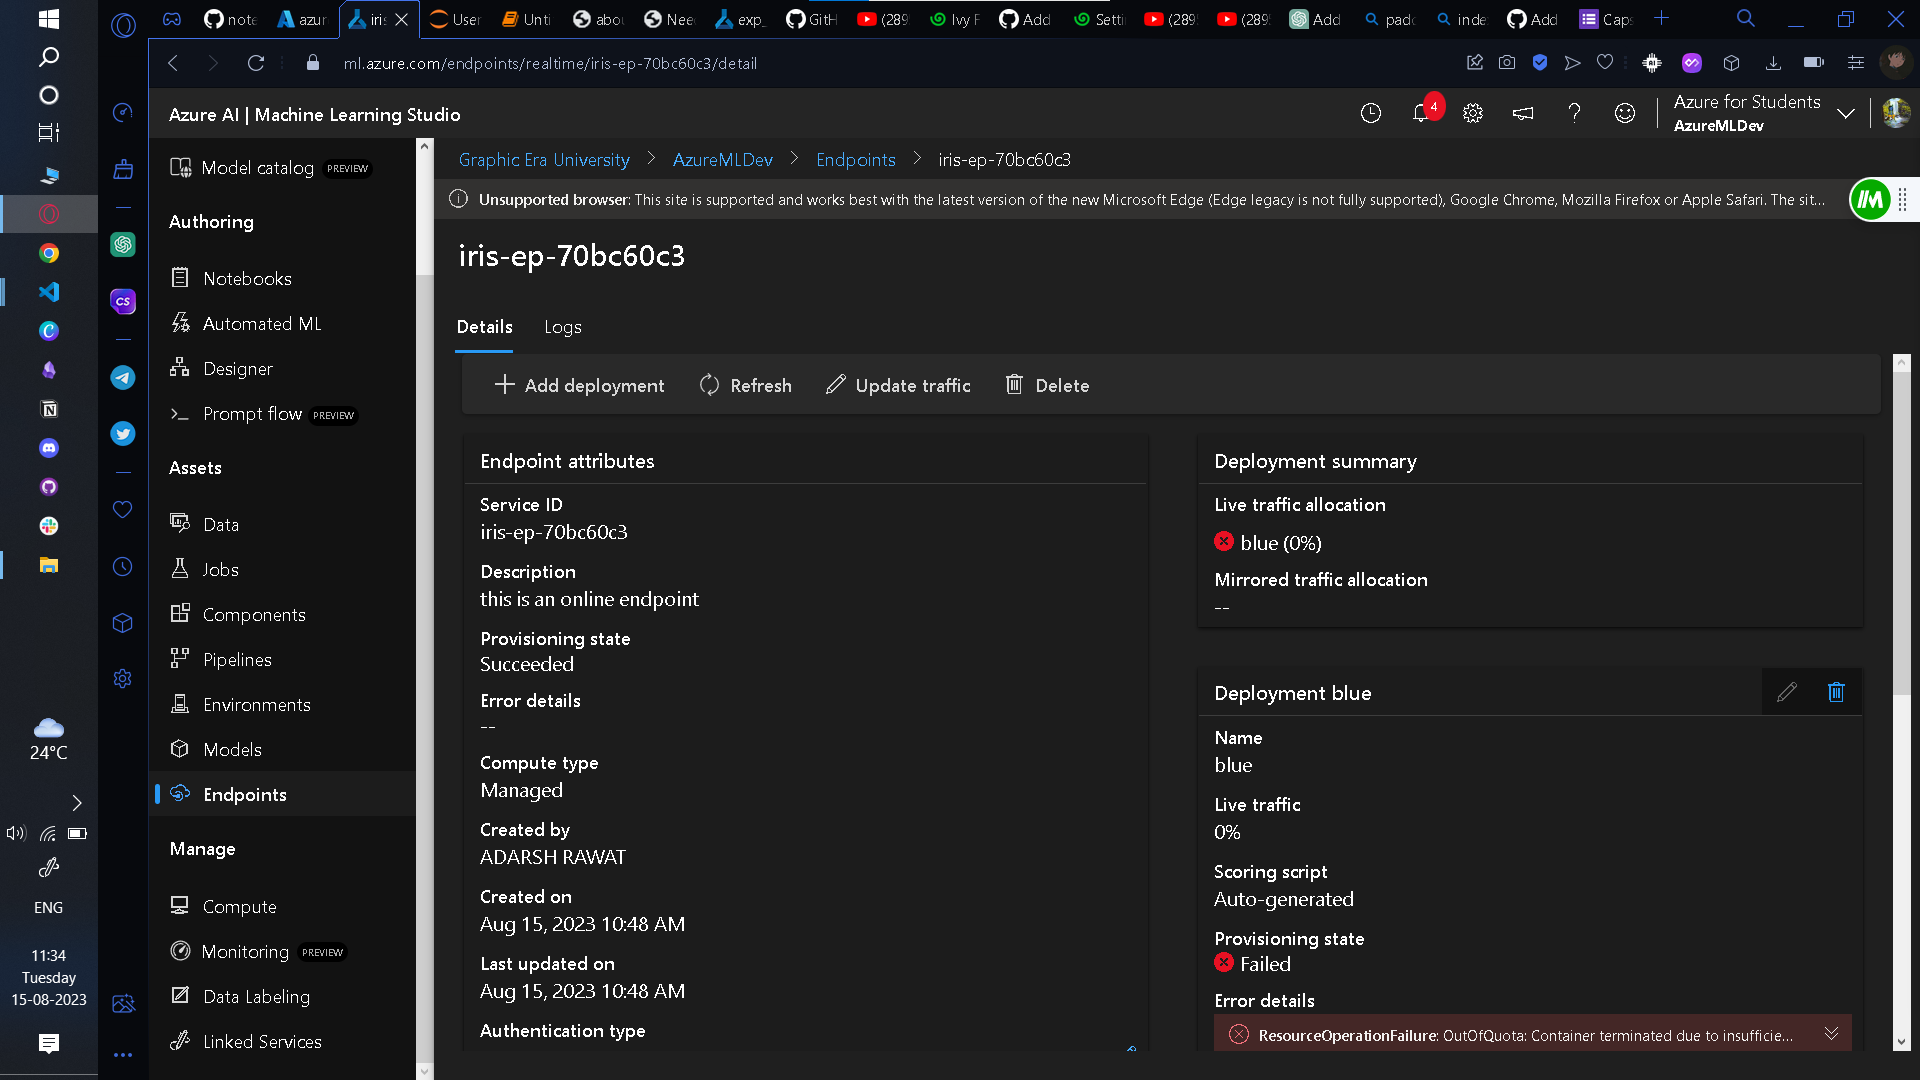 note
azur
iris
User
Unti
abou
Nee
exp_
GitH
(289
Ivy F
Add
Setti
(289
(289
Add
pade
inde
Add
Caps
ml.azure.com/endpoints/realtime/iris-ep-70bc60c3/detail
Azure AI | Machine Learning Studio
4
Azure for Students
AzureMLDev
Model catalog PREVIEW
Authoring
Notebooks
Automated ML
Designer
Prompt flow PREVIEW
Assets
Data
Jobs
Components
Pipelines
Environments
Models
Endpoints
Manage
Compute
Monitoring PREVIEW
Data Labeling
Linked Services
CS
24°C
ENG
11:34
Tuesday
15-08-2023
Graphic Era University > AzureMLDev > Endpoints > iris-ep-70bc60c3
Unsupported browser: This site is supported and works best with the latest version of the new Microsoft Edge (Edge legacy is not fully supported), Google Chrome, Mozilla Firefox or Apple Safari. The sit...
iris-ep-70bc60c3
Details
Logs
Add deployment
Refresh
Update traffic
Delete
Endpoint attributes
Service ID
iris-ep-70bc60c3
Description
this is an online endpoint
Provisioning state
Succeeded
Error details
--
Compute type
Managed
Created by
ADARSH RAWAT
Created on
Aug 15, 2023 10:48 AM
Last updated on
Aug 15, 2023 10:48 AM
Authentication type
Deployment summary
Live traffic allocation
blue (0%)
Mirrored traffic allocation
--
Deployment blue
Name
blue
Live traffic
0%
Scoring script
Auto-generated
Provisioning state
Failed
Error details
ResourceOperationFailure: OutOfQuota: Container terminated due to insufficie...